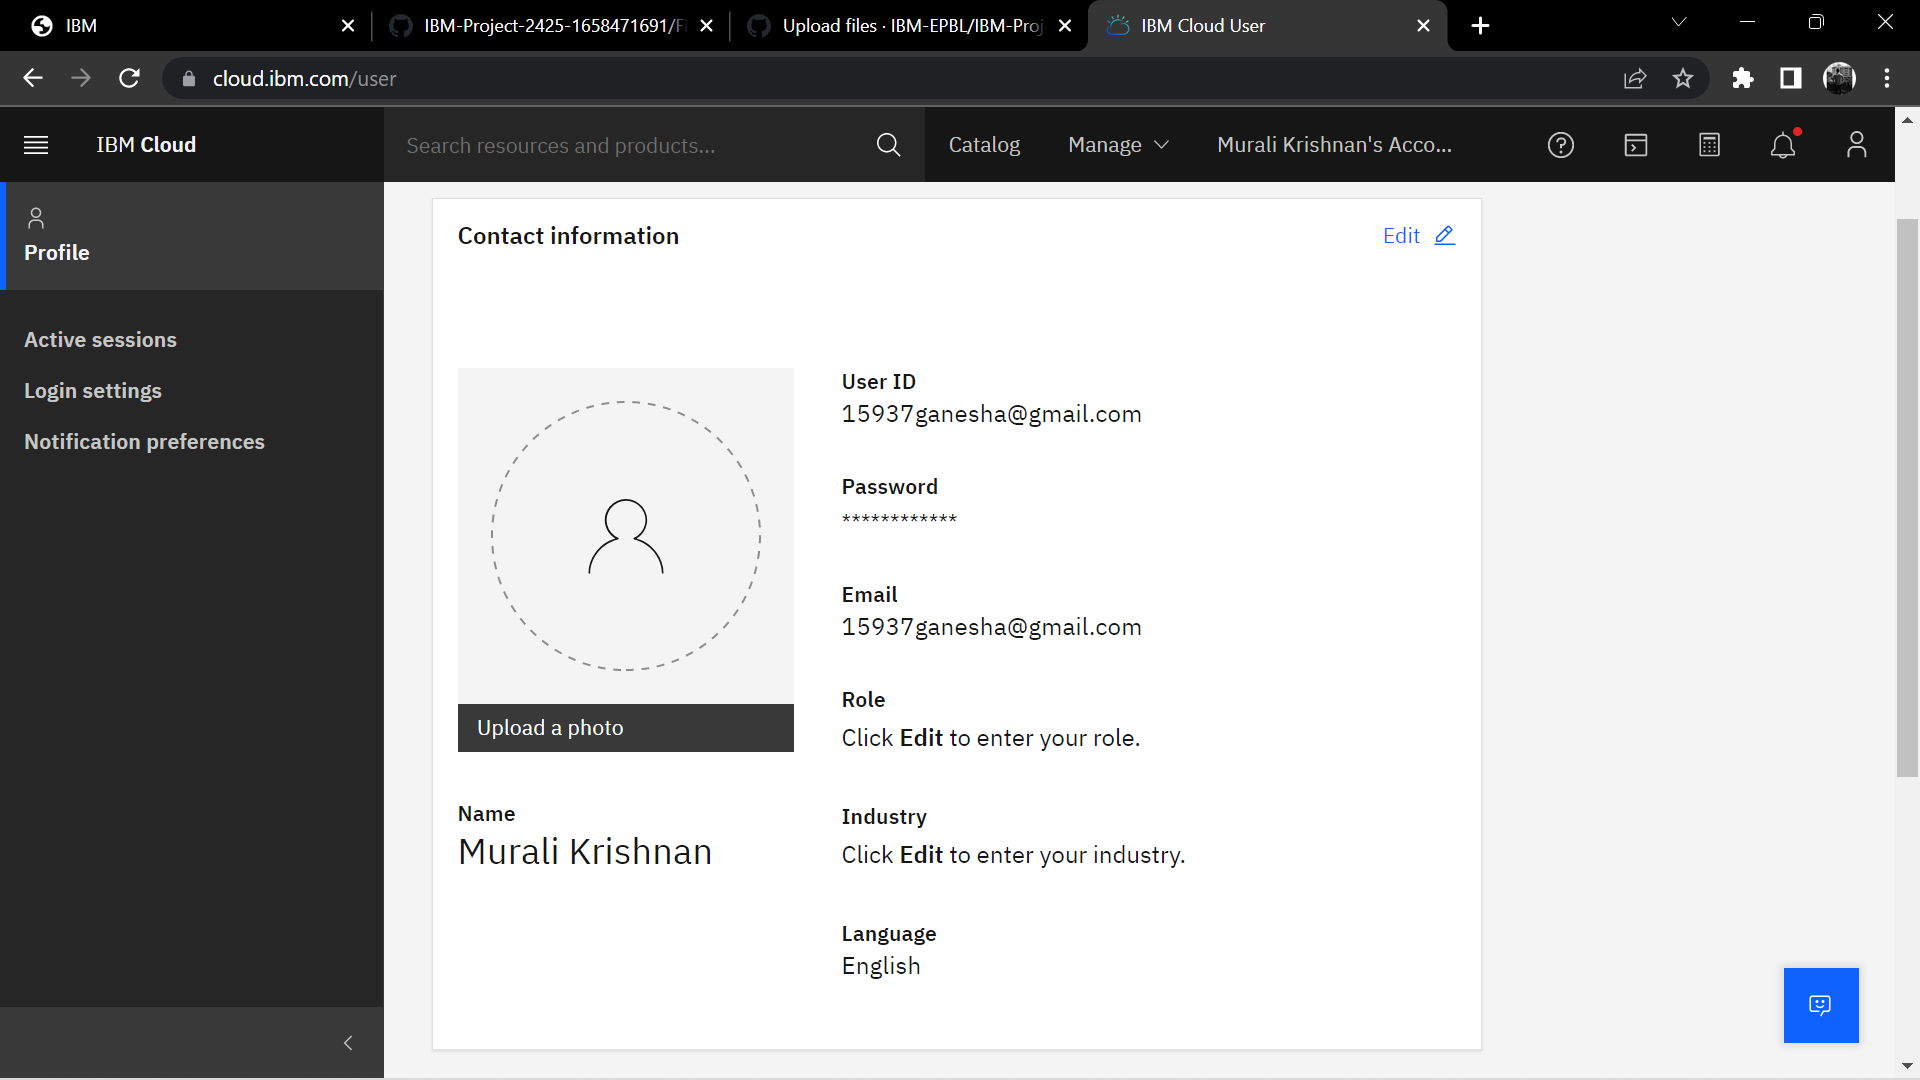 IBM
IBM-Project-2425-1658471691/Fi
Upload files · IBM-EPBL/IBM-Proj
IBM Cloud User
cloud.ibm.com/user
IBM Cloud
Search resources and products...
Catalog
Manage
Murali Krishnan's Acco...
Profile
Active sessions
Login settings
Notification preferences
Contact information
Edit
Upload a photo
Name
Murali Krishnan
User ID
15937ganesha@gmail.com
Password
************
Email
15937ganesha@gmail.com
Role
Click Edit to enter your role.
Industry
Click Edit to enter your industry.
Language
English